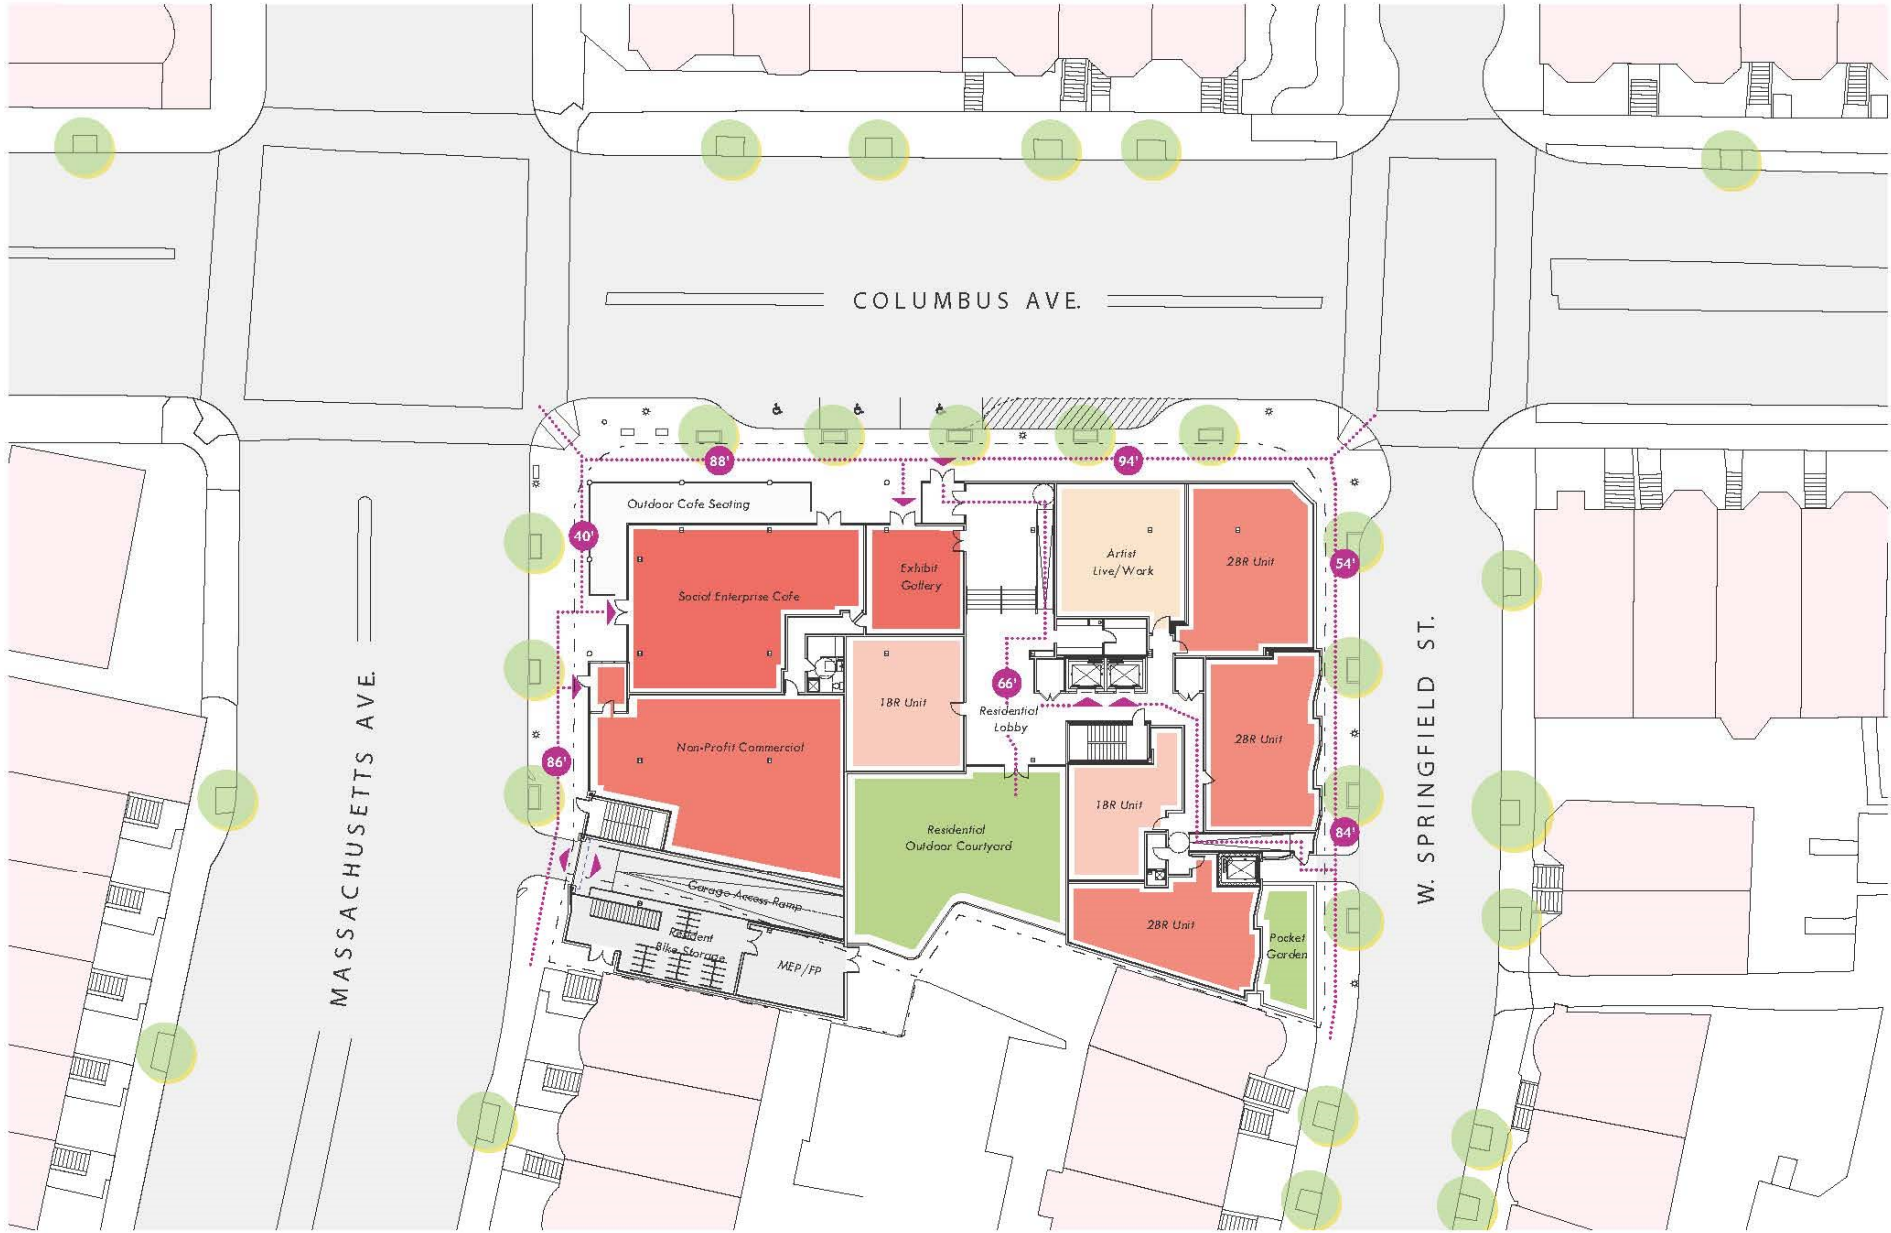 COLUMBUS AVE.
88'
94'
Outdoor Cafe Seating
40'
54'
Artist
Live/Work
2BR Unit
Exhibit
Gallery
Social Enterprise Cafe
66'
1BR Unit
Residential
Lobby
2BR Unit
Non-Profit Commercial
86'
1BR Unit
84'
Residential
Outdoor Courtyard
Garage Access Ramp
2BR Unit
Resident
Bike Storage
MEP/FP
Pocket
Garden
MASSACHUSETTS AVE.
W. SPRINGFIELD ST.